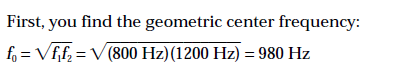 First, you find the geometric center frequency:
f₀ = √f₁f₂ = √(800 Hz)(1200 Hz) = 980 Hz